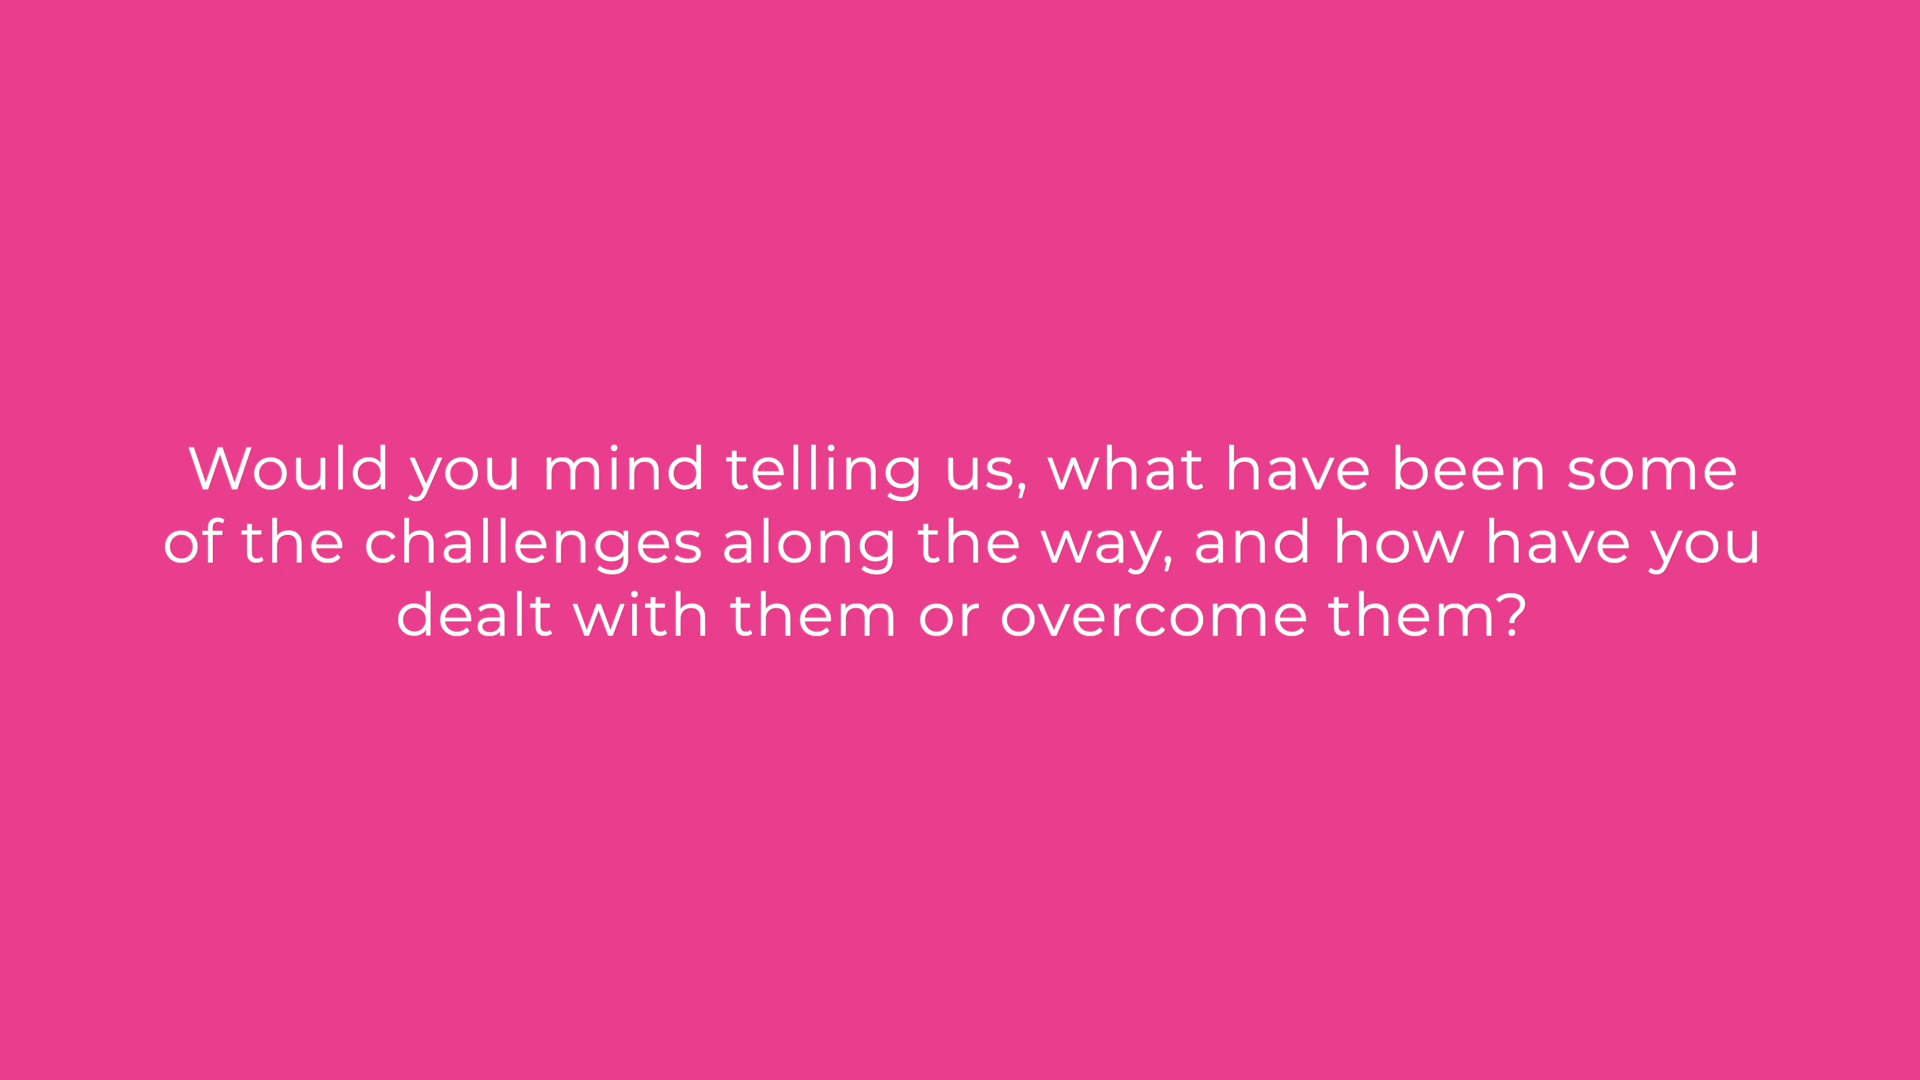 Would you mind telling us, what have been some
of the challenges along the way, and how have you
dealt with them or overcome them?